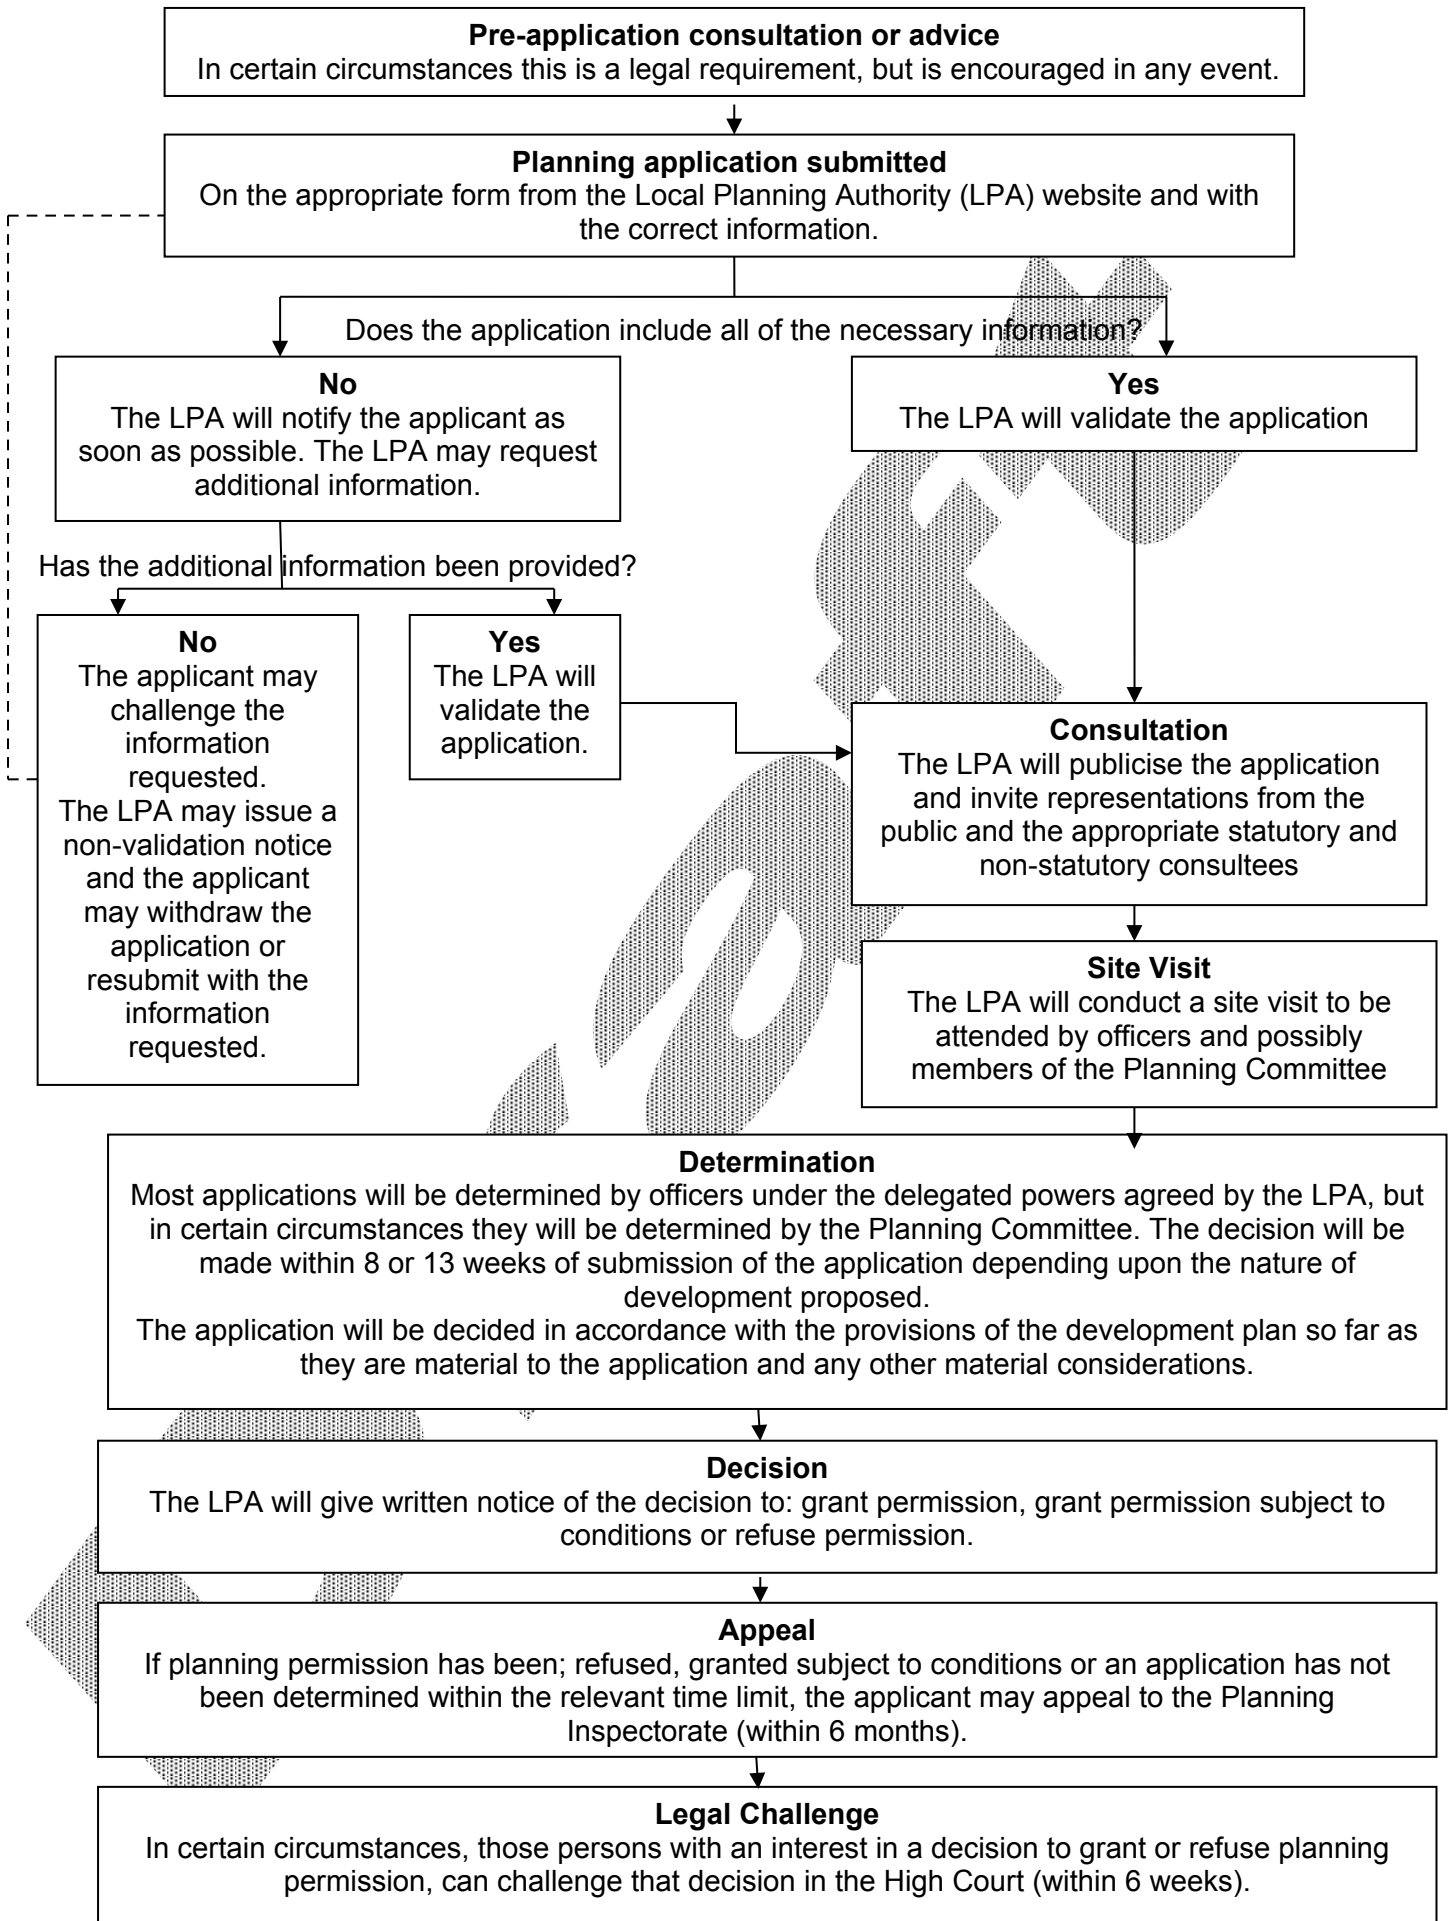 Pre-application consultation or advice
In certain circumstances this is a legal requirement, but is encouraged in any event.
Planning application submitted
On the appropriate form from the Local Planning Authority (LPA) website and with
the correct information.
Does the application include all of the necessary information?
No
The LPA will notify the applicant as
soon as possible. The LPA may request
additional information.
Yes
The LPA will validate the application
Has the additional information been provided?
No
The applicant may
challenge the
information
requested.
The LPA may issue a
non-validation notice
and the applicant
may withdraw the
application or
resubmit with the
information
requested.
Yes
The LPA will
validate the
application.
Consultation
The LPA will publicise the application
and invite representations from the
public and the appropriate statutory and
non-statutory consultees
Site Visit
The LPA will conduct a site visit to be
attended by officers and possibly
members of the Planning Committee
Determination
Most applications will be determined by officers under the delegated powers agreed by the LPA, but
in certain circumstances they will be determined by the Planning Committee. The decision will be
made within 8 or 13 weeks of submission of the application depending upon the nature of
development proposed.
The application will be decided in accordance with the provisions of the development plan so far as
they are material to the application and any other material considerations.
Decision
The LPA will give written notice of the decision to: grant permission, grant permission subject to
conditions or refuse permission.
Appeal
If planning permission has been; refused, granted subject to conditions or an application has not
been determined within the relevant time limit, the applicant may appeal to the Planning
Inspectorate (within 6 months).
Legal Challenge
In certain circumstances, those persons with an interest in a decision to grant or refuse planning
permission, can challenge that decision in the High Court (within 6 weeks).